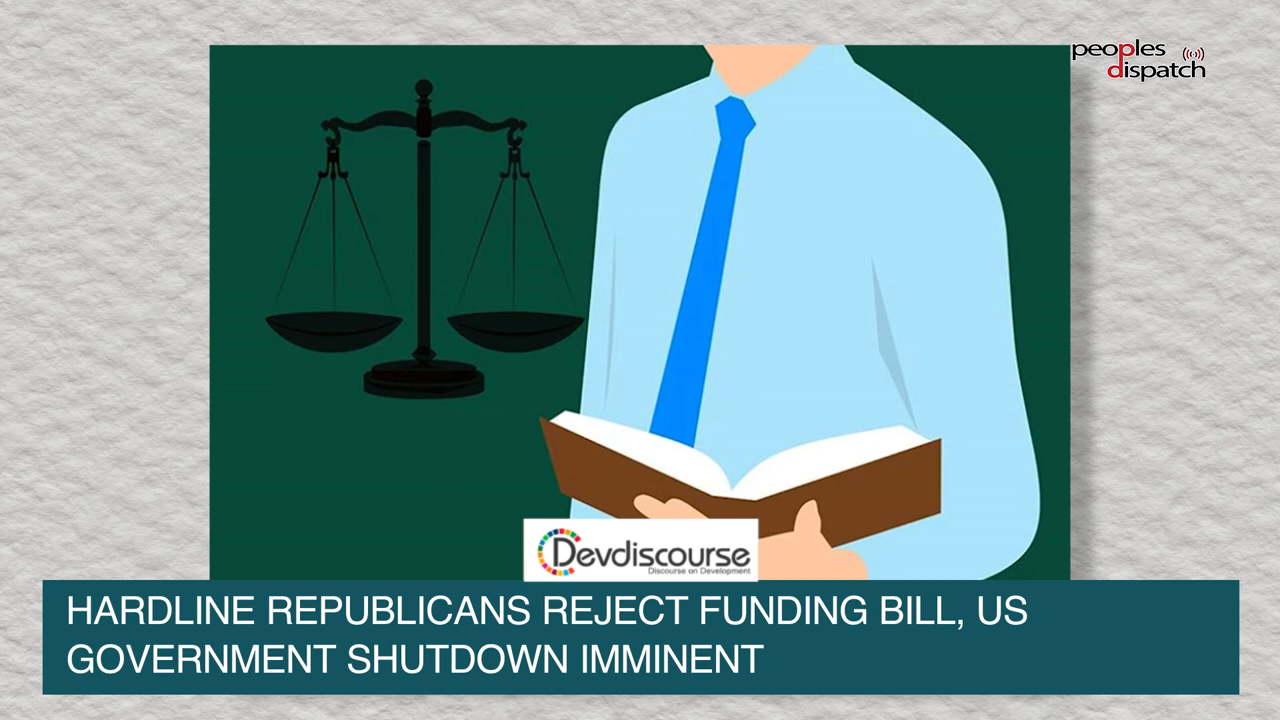 peoples
dispatch
Devdiscourse
Discourse on Development
HARDLINE REPUBLICANS REJECT FUNDING BILL, US
GOVERNMENT SHUTDOWN IMMINENT